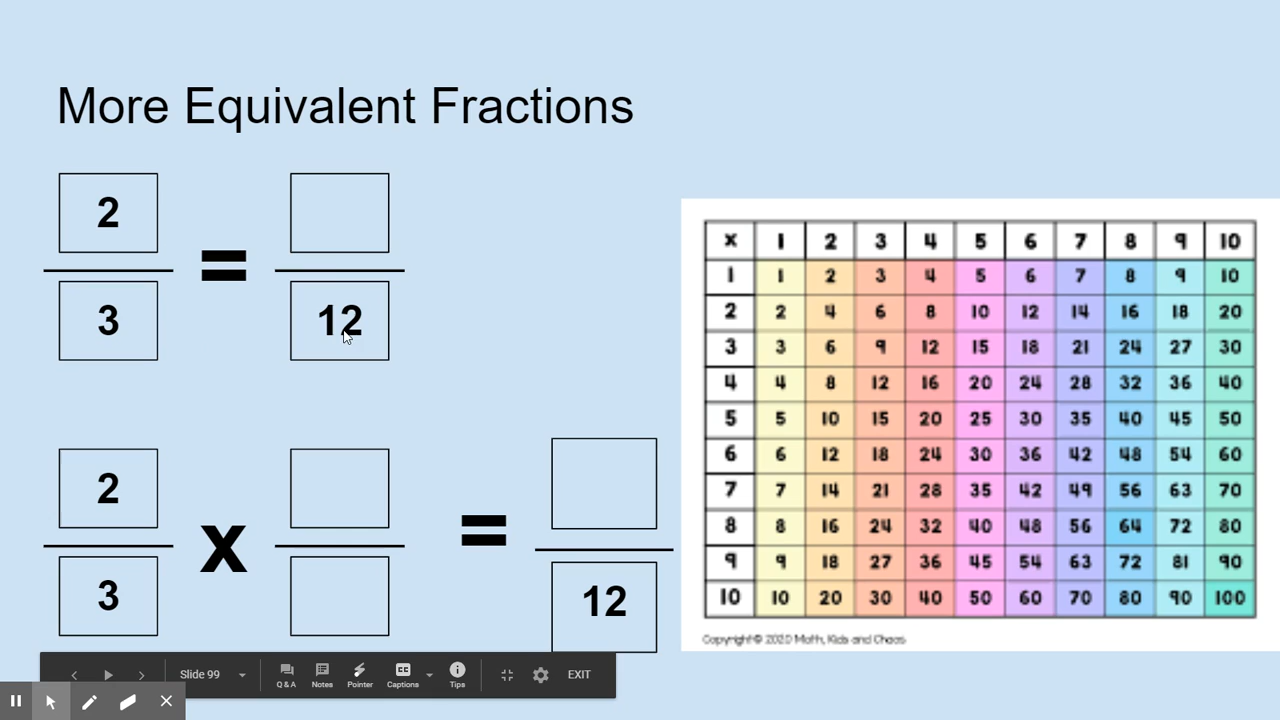 More Equivalent Fractions
2
3
=
12
2
3
x
=
12
x 1 2 3 4 5 6 7 8 9 10
1 1 2 3 4 5 6 7 8 9 10
2 2 4 6 8 10 12 14 16 18 20
3 3 6 9 12 15 18 21 24 27 30
4 4 8 12 16 20 24 28 32 36 40
5 5 10 15 20 25 30 35 40 45 50
6 6 12 18 24 30 36 42 48 54 60
7 7 14 21 28 35 42 49 56 63 70
8 8 16 24 32 40 48 56 64 72 80
9 9 18 27 36 45 54 63 72 81 90
10 10 20 30 40 50 60 70 80 90 100
Copyright © 2020 Math, Kids and Chaos
Slide 99
Q & A
Notes
Pointer
CC
Captions
Tips
EXIT